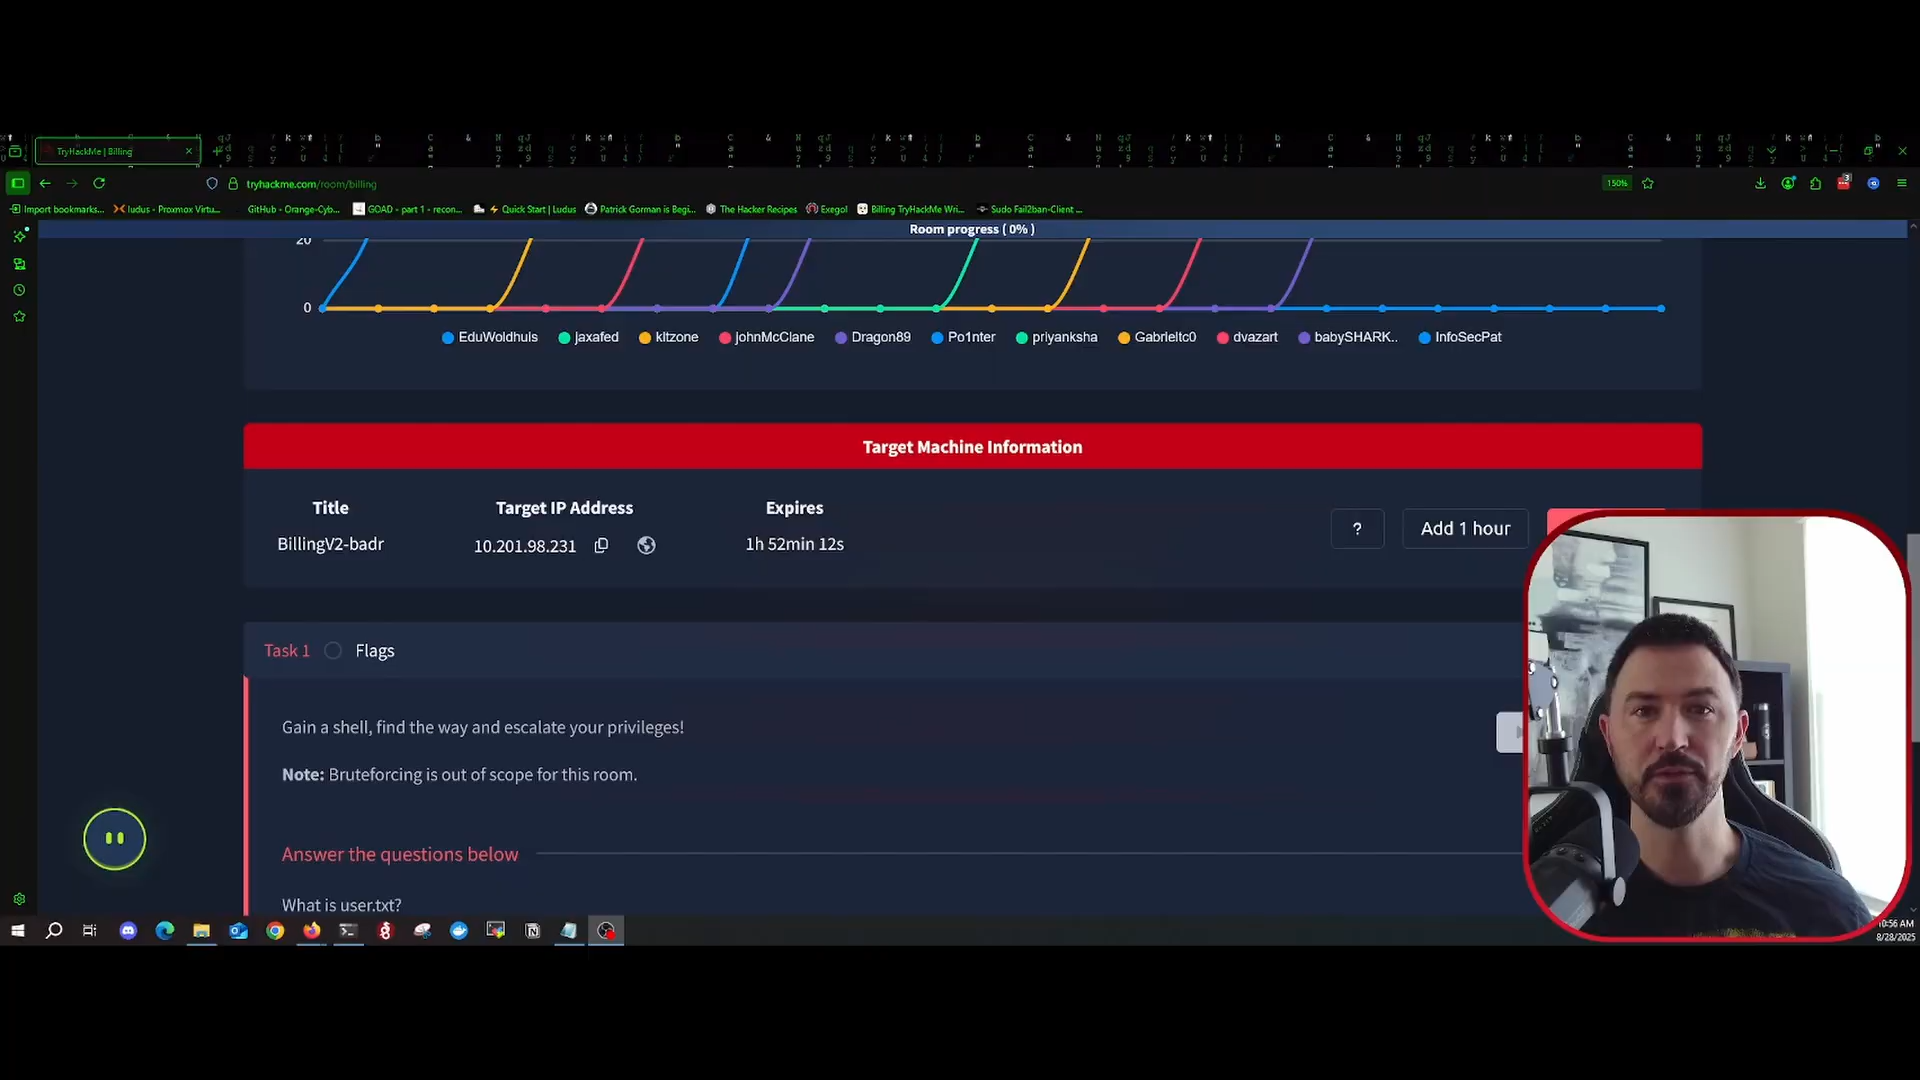 TryHackMe | Billing
tryhackme.com/room/billing
150%
3
Import bookmarks...
ludus - Proxmox Virtu...
GitHub - Orange-Cyb...
GOAD - part 1 - recon...
Quick Start | Ludus
Patrick Gorman is Begi...
The Hacker Recipes
Exegol
Billing TryHackMe Wri...
Sudo Fail2ban-Client ...
Room progress ( 0% )
20
0
EduWoldhuis
jaxafed
kltzone
johnMcClane
Dragon89
Po1nter
priyanksha
Gabrieltc0
dvazart
babySHARK..
InfoSecPat
Target Machine Information
Title
Target IP Address
Expires
BillingV2-badr
10.201.98.231
1h 52min 12s
?
Add 1 hour
Task 1
Flags
Gain a shell, find the way and escalate your privileges!
Note: Bruteforcing is out of scope for this room.
Answer the questions below
What is user.txt?
10:56 AM
8/28/2025